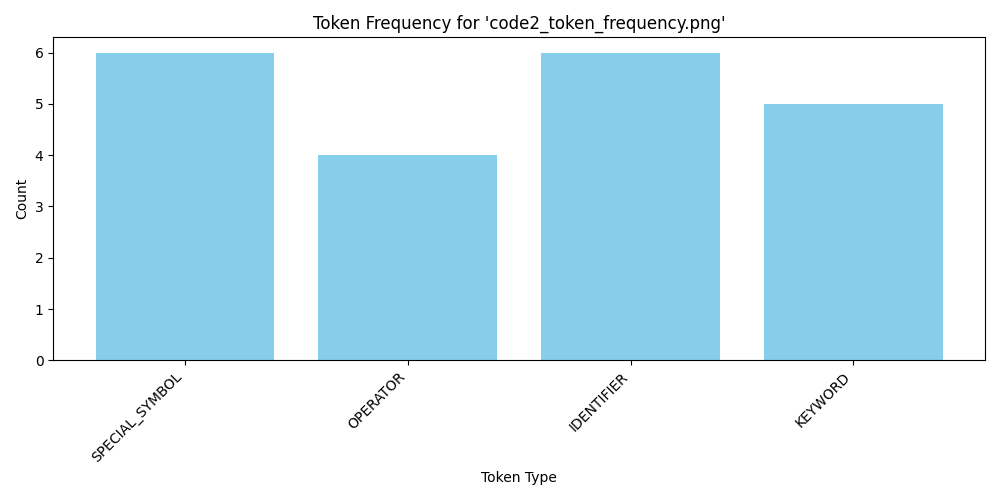 Token Frequency for 'code2_token_frequency.png'
6
5
4
3
2
1
0
Count
SPECIAL_SYMBOL
OPERATOR
IDENTIFIER
KEYWORD
Token Type